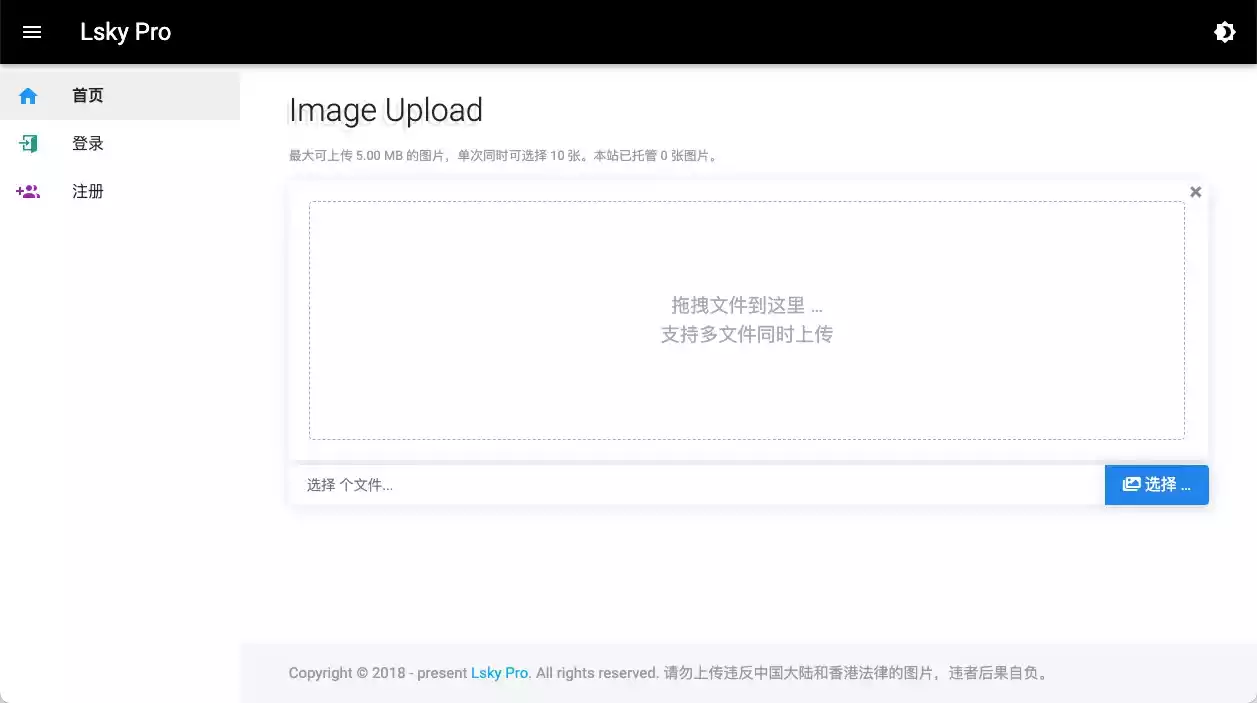 Lsky Pro
首页
登录
注册
Image Upload
最大可上传 5.00 MB 的图片，单次同时可选择 10 张。本站已托管 0 张图片。
拖拽文件到这里 ...
支持多文件同时上传
选择 个文件...
选择 ...
Copyright © 2018 - present Lsky Pro. All rights reserved. 请勿上传违反中国大陆和香港法律的图片，违者后果自负。